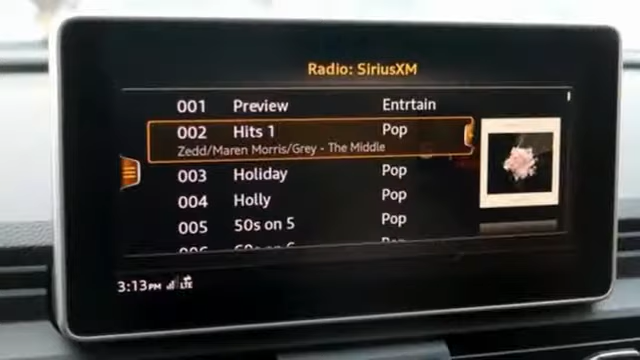 Radio: SiriusXM
001 Preview Entrtain
002 Hits 1 Pop
Zedd/Maren Morris/Grey - The Middle
003 Holiday Pop
004 Holly Pop
005 50s on 5 Pop
3:13PM LTE